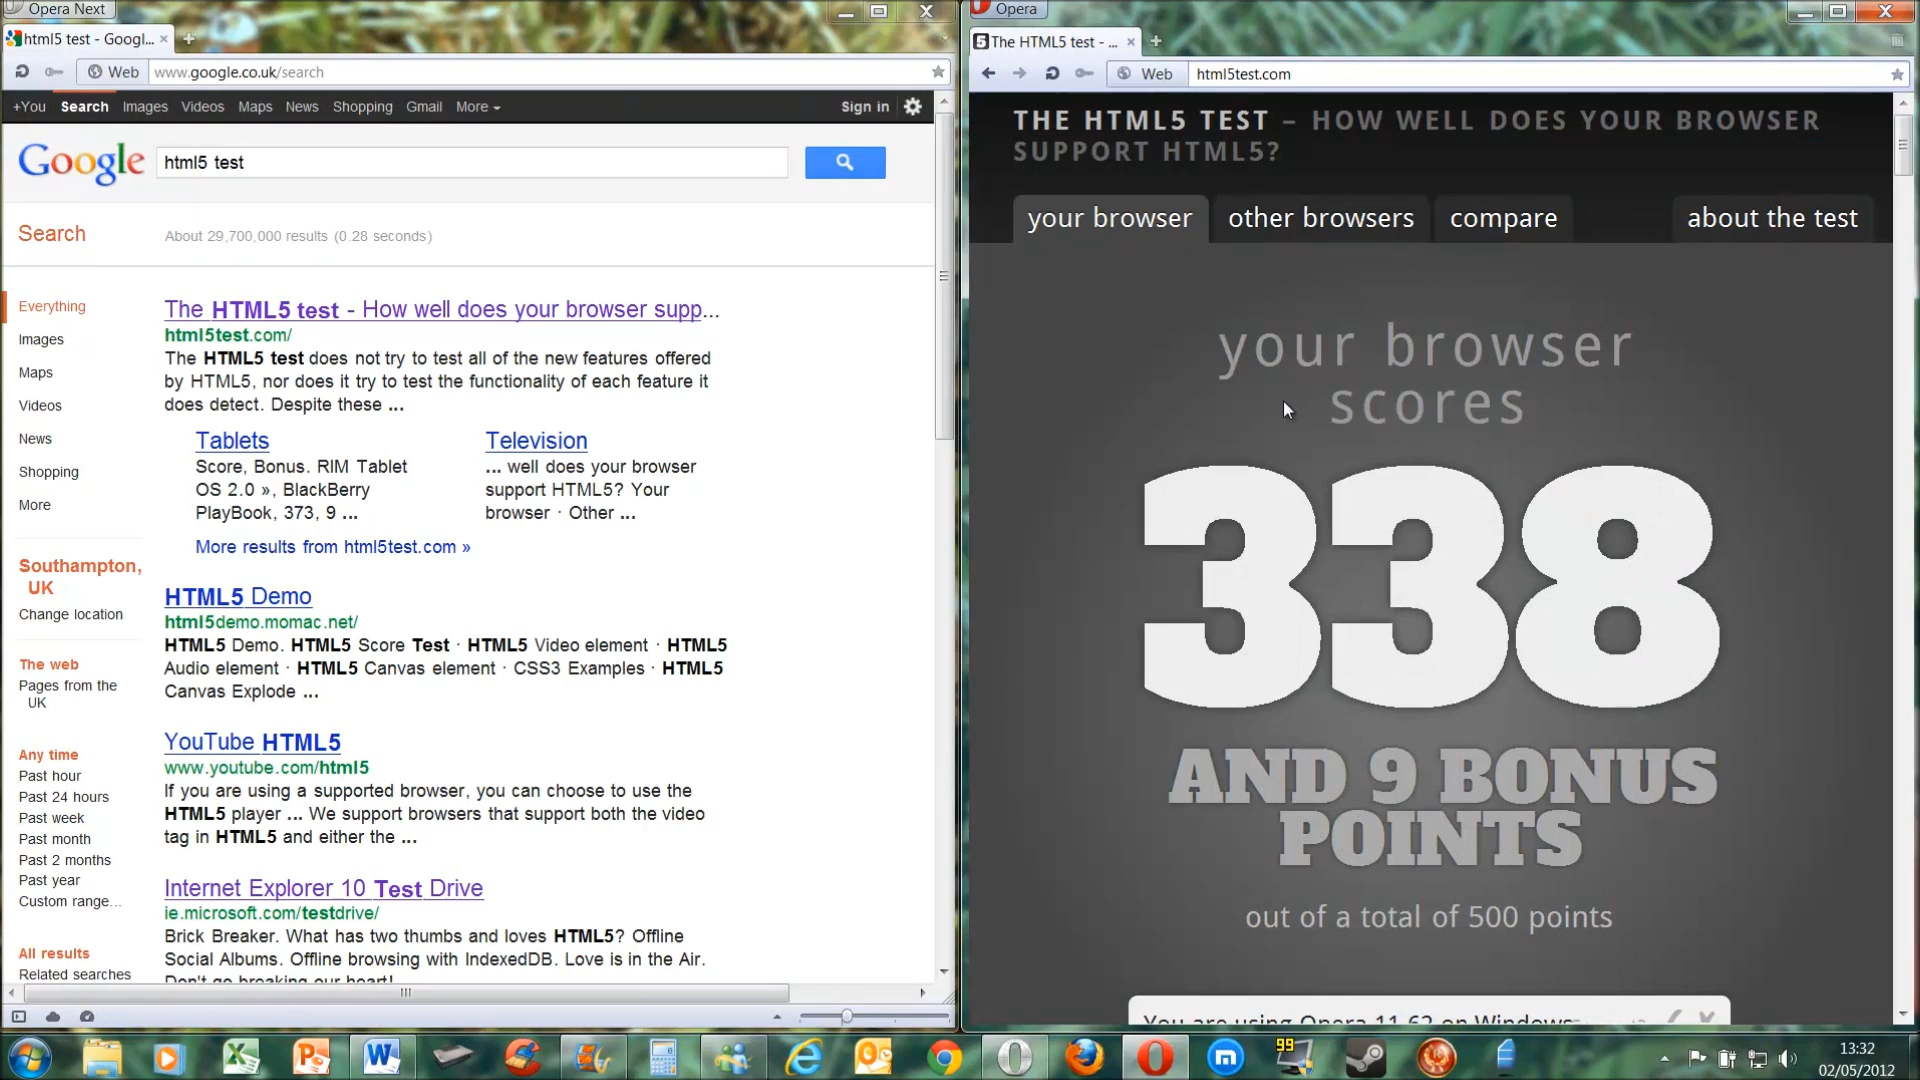 Opera Next
html5 test - Googl...
Web
www.google.co.uk/search
+You Search Images Videos Maps News Shopping Gmail More
Sign in
Google
html5 test
Search
About 29,700,000 results (0.28 seconds)
Everything
Images
Maps
Videos
News
Shopping
More
Southampton,
UK
Change location
The web
Pages from the
UK
Any time
Past hour
Past 24 hours
Past week
Past month
Past 2 months
Past year
Custom range...
All results
Related searches
The HTML5 test - How well does your browser supp...
html5test.com/
The HTML5 test does not try to test all of the new features offered
by HTML5, nor does it try to test the functionality of each feature it
does detect. Despite these ...
Tablets
Score, Bonus. RIM Tablet
OS 2.0 », BlackBerry
PlayBook, 373, 9 ...
Television
... well does your browser
support HTML5? Your
browser · Other ...
More results from html5test.com »
HTML5 Demo
html5demo.momac.net/
HTML5 Demo. HTML5 Score Test · HTML5 Video element · HTML5
Audio element · HTML5 Canvas element · CSS3 Examples · HTML5
Canvas Explode ...
YouTube HTML5
www.youtube.com/html5
If you are using a supported browser, you can choose to use the
HTML5 player ... We support browsers that support both the video
tag in HTML5 and either the ...
Internet Explorer 10 Test Drive
ie.microsoft.com/testdrive/
Brick Breaker. What has two thumbs and loves HTML5? Offline
Social Albums. Offline browsing with IndexedDB. Love is in the Air.
Don't go breaking our heart!
Opera
The HTML5 test - ...
Web
html5test.com
THE HTML5 TEST – HOW WELL DOES YOUR BROWSER
SUPPORT HTML5?
your browser
other browsers
compare
about the test
your browser
scores
338
AND 9 BONUS
POINTS
out of a total of 500 points
You are using Opera 11.62 on Windows
99
13:32
02/05/2012